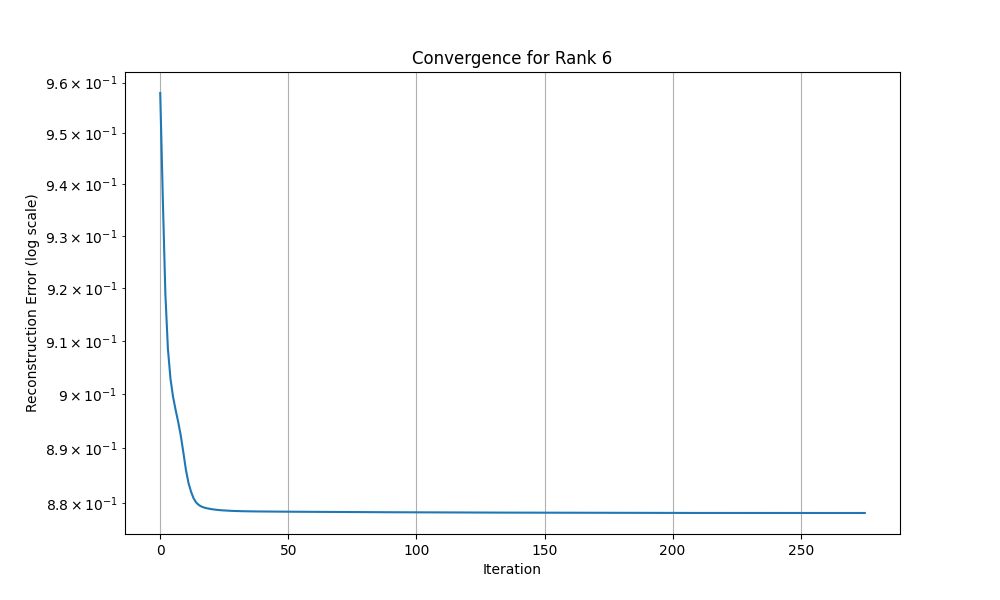 Convergence for Rank 6
Reconstruction Error (log scale)
9.6 × 10⁻¹
9.5 × 10⁻¹
9.4 × 10⁻¹
9.3 × 10⁻¹
9.2 × 10⁻¹
9.1 × 10⁻¹
9 × 10⁻¹
8.9 × 10⁻¹
8.8 × 10⁻¹
0 50 100 150 200 250
Iteration